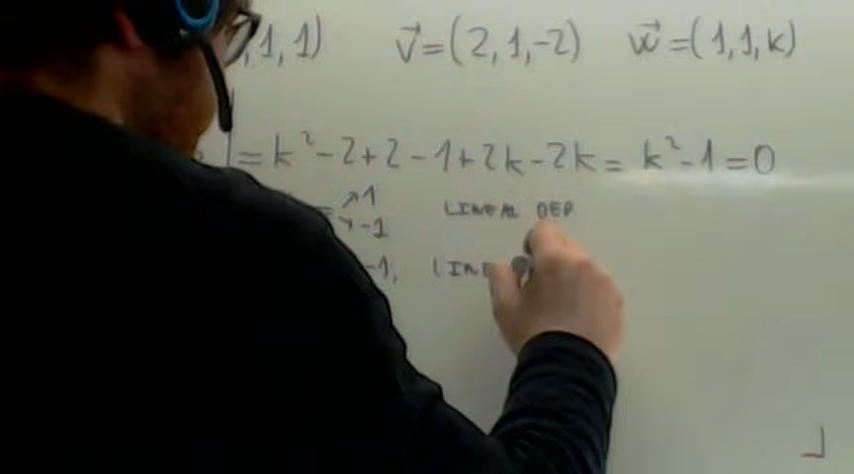 ,1,1) v⃗=(2,1,-2) w⃗=(1,1,k)
|=k²-2+2-1+2k-2k= k²-1=0
= ↗1 LINEAL DEP
↘-1
-1, LINE